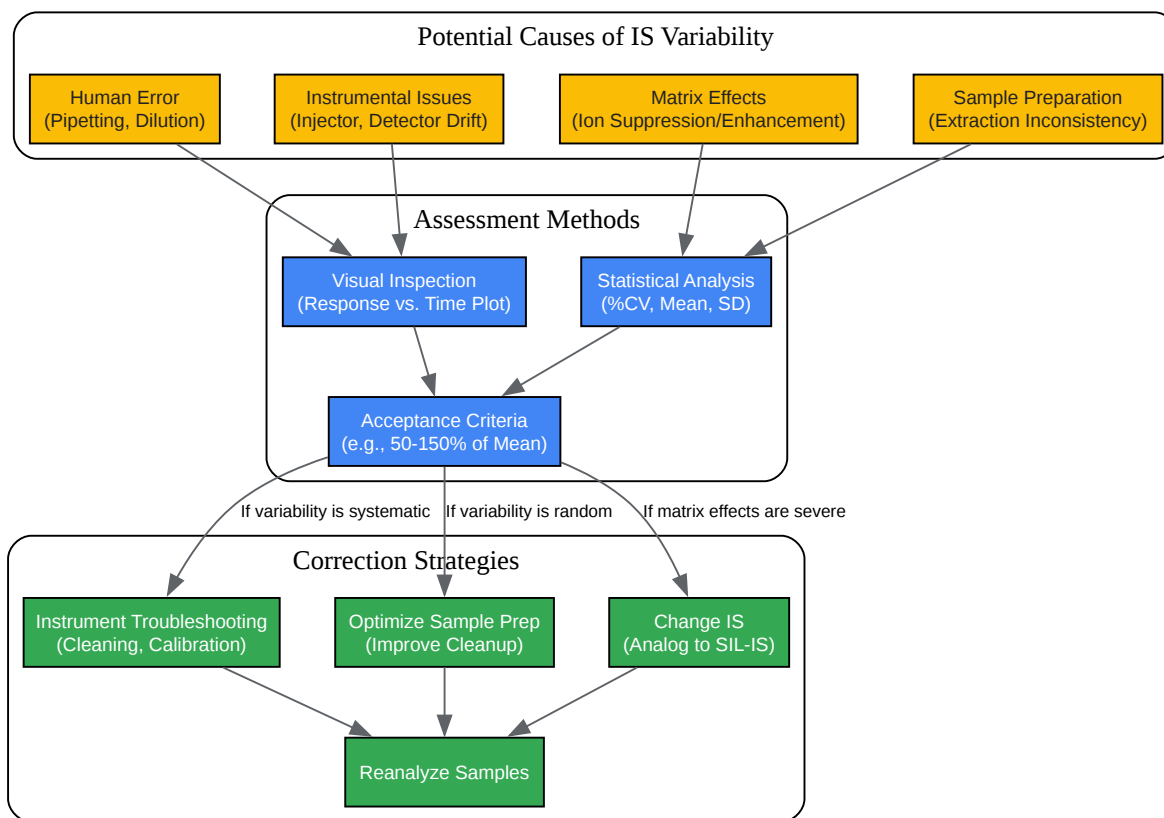 Potential Causes of IS Variability
Human Error
(Pipetting, Dilution)
Instrumental Issues
(Injector, Detector Drift)
Matrix Effects
(Ion Suppression/Enhancement)
Sample Preparation
(Extraction Inconsistency)
Assessment Methods
Visual Inspection
(Response vs. Time Plot)
Statistical Analysis
(%CV, Mean, SD)
Acceptance Criteria
(e.g., 50-150% of Mean)
If variability is systematic
If variability is random
If matrix effects are severe
Correction Strategies
Instrument Troubleshooting
(Cleaning, Calibration)
Optimize Sample Prep
(Improve Cleanup)
Change IS
(Analog to SIL-IS)
Reanalyze Samples